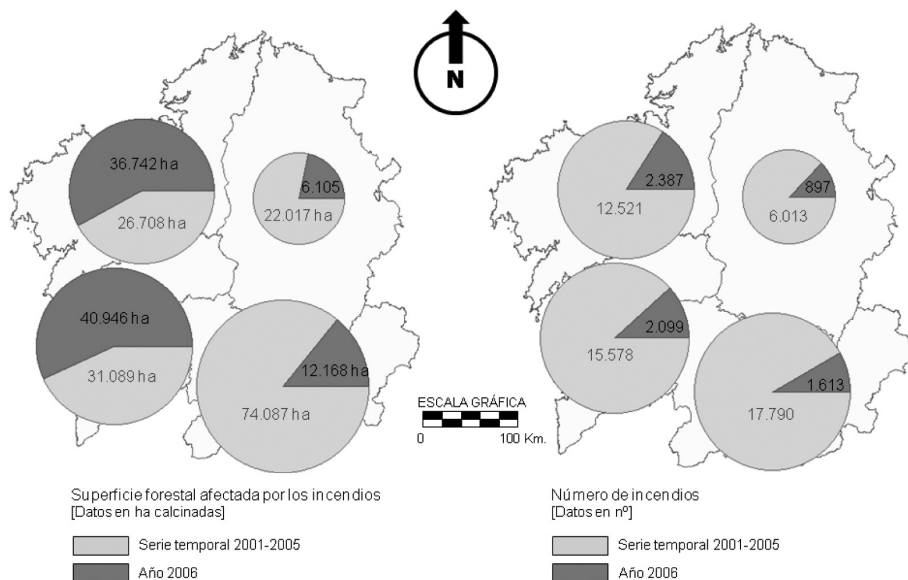 N
36.742 ha
26.708 ha
6.105
22.017 ha
40.946 ha
31.089 ha
12.168 ha
74.087 ha
2.387
12.521
897
6.013
2.099
15.578
1.613
17.790
ESCALA GRÁFICA
0 100 Km.
Superficie forestal afectada por los incendios
[Datos en ha calcinadas]
Serie temporal 2001-2005
Año 2006
Número de incendios
[Datos en nº]
Serie temporal 2001-2005
Año 2006